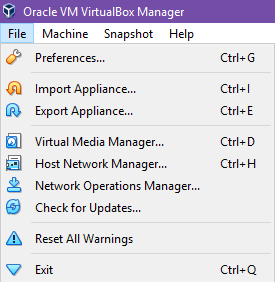 Oracle VM VirtualBox Manager
File Machine Snapshot Help
Preferences... Ctrl+G
Import Appliance... Ctrl+I
Export Appliance... Ctrl+E
Virtual Media Manager... Ctrl+D
Host Network Manager... Ctrl+H
Network Operations Manager...
Check for Updates...
Reset All Warnings
Exit Ctrl+Q